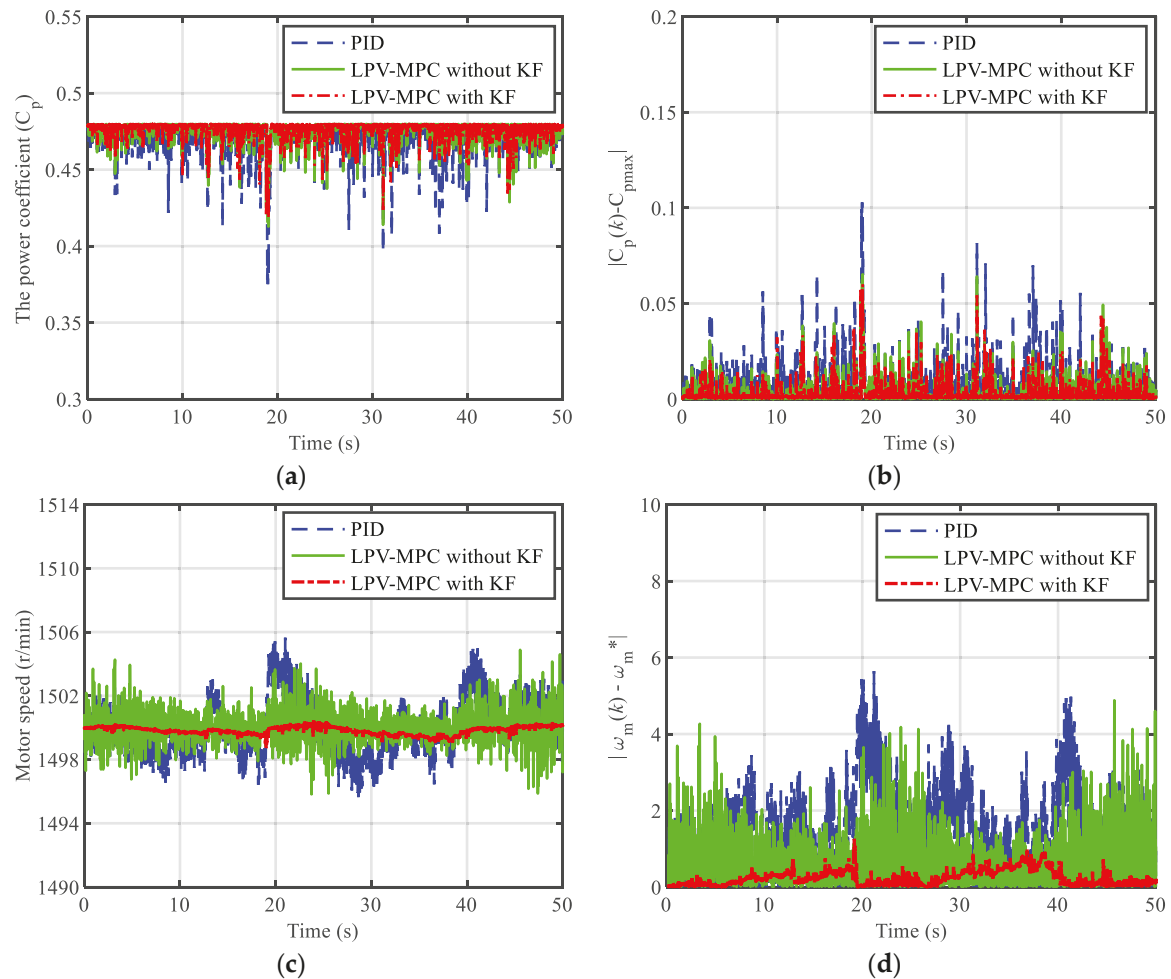 PID
LPV-MPC without KF
LPV-MPC with KF
The power coefficient (C_p)
0.55
0.5
0.45
0.4
0.35
0.3
0 10 20 30 40 50
Time (s)
(a)
PID
LPV-MPC without KF
LPV-MPC with KF
|C_p(k)-C_pmax|
0.2
0.15
0.1
0.05
0
0 10 20 30 40 50
Time (s)
(b)
PID
LPV-MPC without KF
LPV-MPC with KF
Motor speed (r/min)
1514
1510
1506
1502
1498
1494
1490
0 10 20 30 40 50
Time (s)
(c)
PID
LPV-MPC without KF
LPV-MPC with KF
|ω_m(k) - ω_m*|
10
8
6
4
2
0
0 10 20 30 40 50
Time (s)
(d)